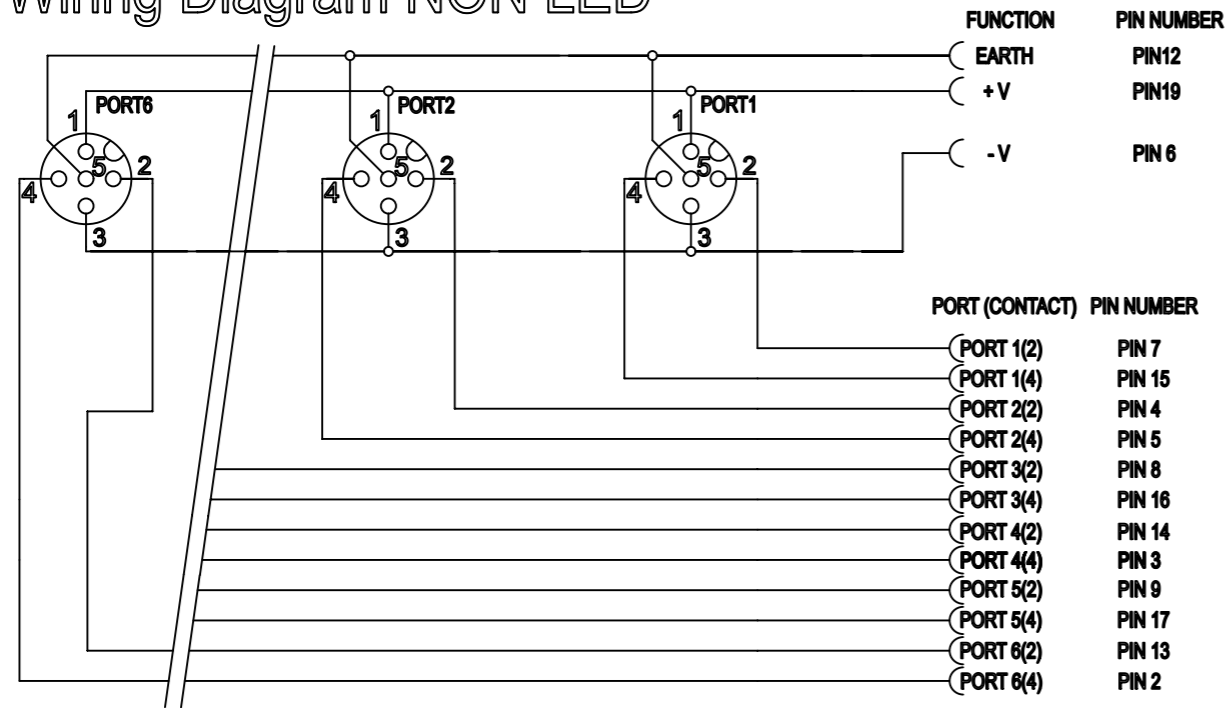 Wiring Diagram NON LED
FUNCTION PIN NUMBER
EARTH PIN12
+V PIN19
-V PIN 6
PORT6 PORT2 PORT1
1 1 1
5 2 5 2 5 2
4 4 4
3 3 3
PORT (CONTACT) PIN NUMBER
PORT 1(2) PIN 7
PORT 1(4) PIN 15
PORT 2(2) PIN 4
PORT 2(4) PIN 5
PORT 3(2) PIN 8
PORT 3(4) PIN 16
PORT 4(2) PIN 14
PORT 4(4) PIN 3
PORT 5(2) PIN 9
PORT 5(4) PIN 17
PORT 6(2) PIN 13
PORT 6(4) PIN 2